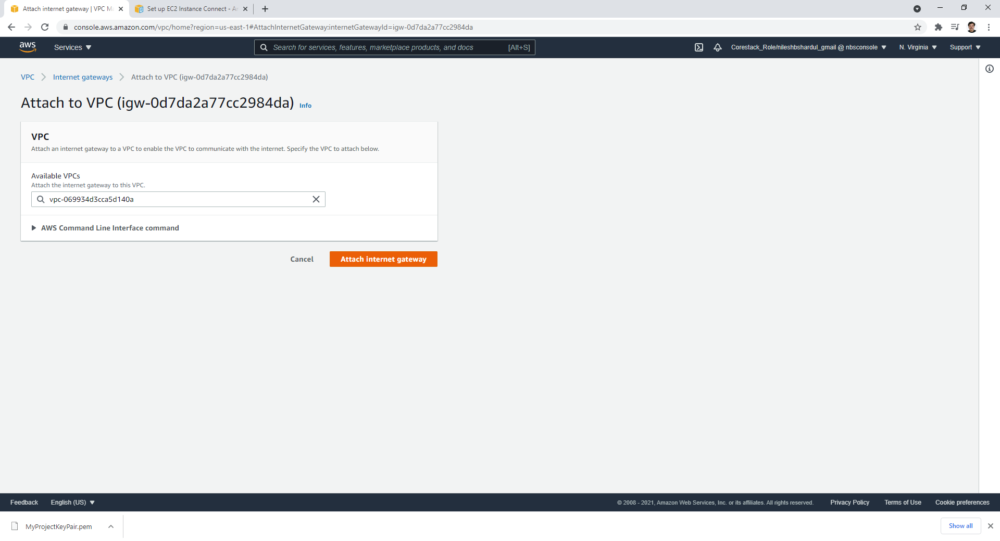 Attach internet gateway | VPC M
Set up EC2 Instance Connect - A
console.aws.amazon.com/vpc/home?region=us-east-1#AttachInternetGateway:internetGatewayId=igw-0d7da2a77cc2984da
aws
Services
Search for services, features, marketplace products, and docs
[Alt+S]
Corestack_Role/nileshbshardul_gmail @ nbsconsole
N. Virginia
Support
VPC
Internet gateways
Attach to VPC (igw-0d7da2a77cc2984da)
Attach to VPC (igw-0d7da2a77cc2984da) Info
VPC
Attach an internet gateway to a VPC to enable the VPC to communicate with the internet. Specify the VPC to attach below.
Available VPCs
Attach the internet gateway to this VPC.
vpc-069934d3cca5d140a
AWS Command Line Interface command
Cancel
Attach internet gateway
Feedback
English (US)
© 2008 - 2021, Amazon Web Services, Inc. or its affiliates. All rights reserved.
Privacy Policy
Terms of Use
Cookie preferences
MyProjectKeyPair.pem
Show all